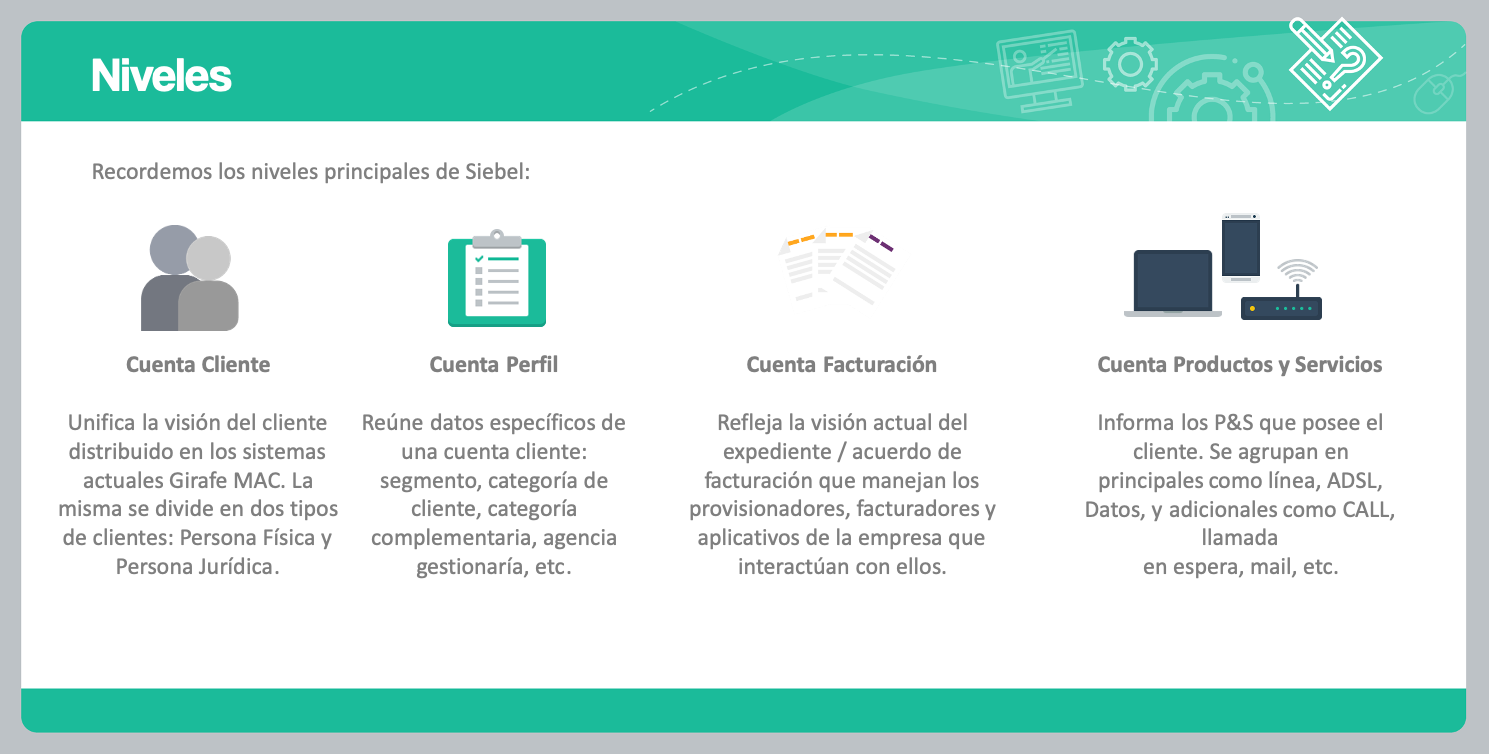 Niveles
Recordemos los niveles principales de Siebel:
Cuenta Cliente
Unifica la visión del cliente
distribuido en los sistemas
actuales Girafe MAC. La
misma se divide en dos tipos
de clientes: Persona Física y
Persona Jurídica.
Cuenta Perfil
Reúne datos específicos de
una cuenta cliente:
segmento, categoría de
cliente, categoría
complementaria, agencia
gestionaría, etc.
Cuenta Facturación
Refleja la visión actual del
expediente / acuerdo de
facturación que manejan los
provisionadores, facturadores y
aplicativos de la empresa que
interactúan con ellos.
Cuenta Productos y Servicios
Informa los P&S que posee el
cliente. Se agrupan en
principales como línea, ADSL,
Datos, y adicionales como CALL,
llamada
en espera, mail, etc.